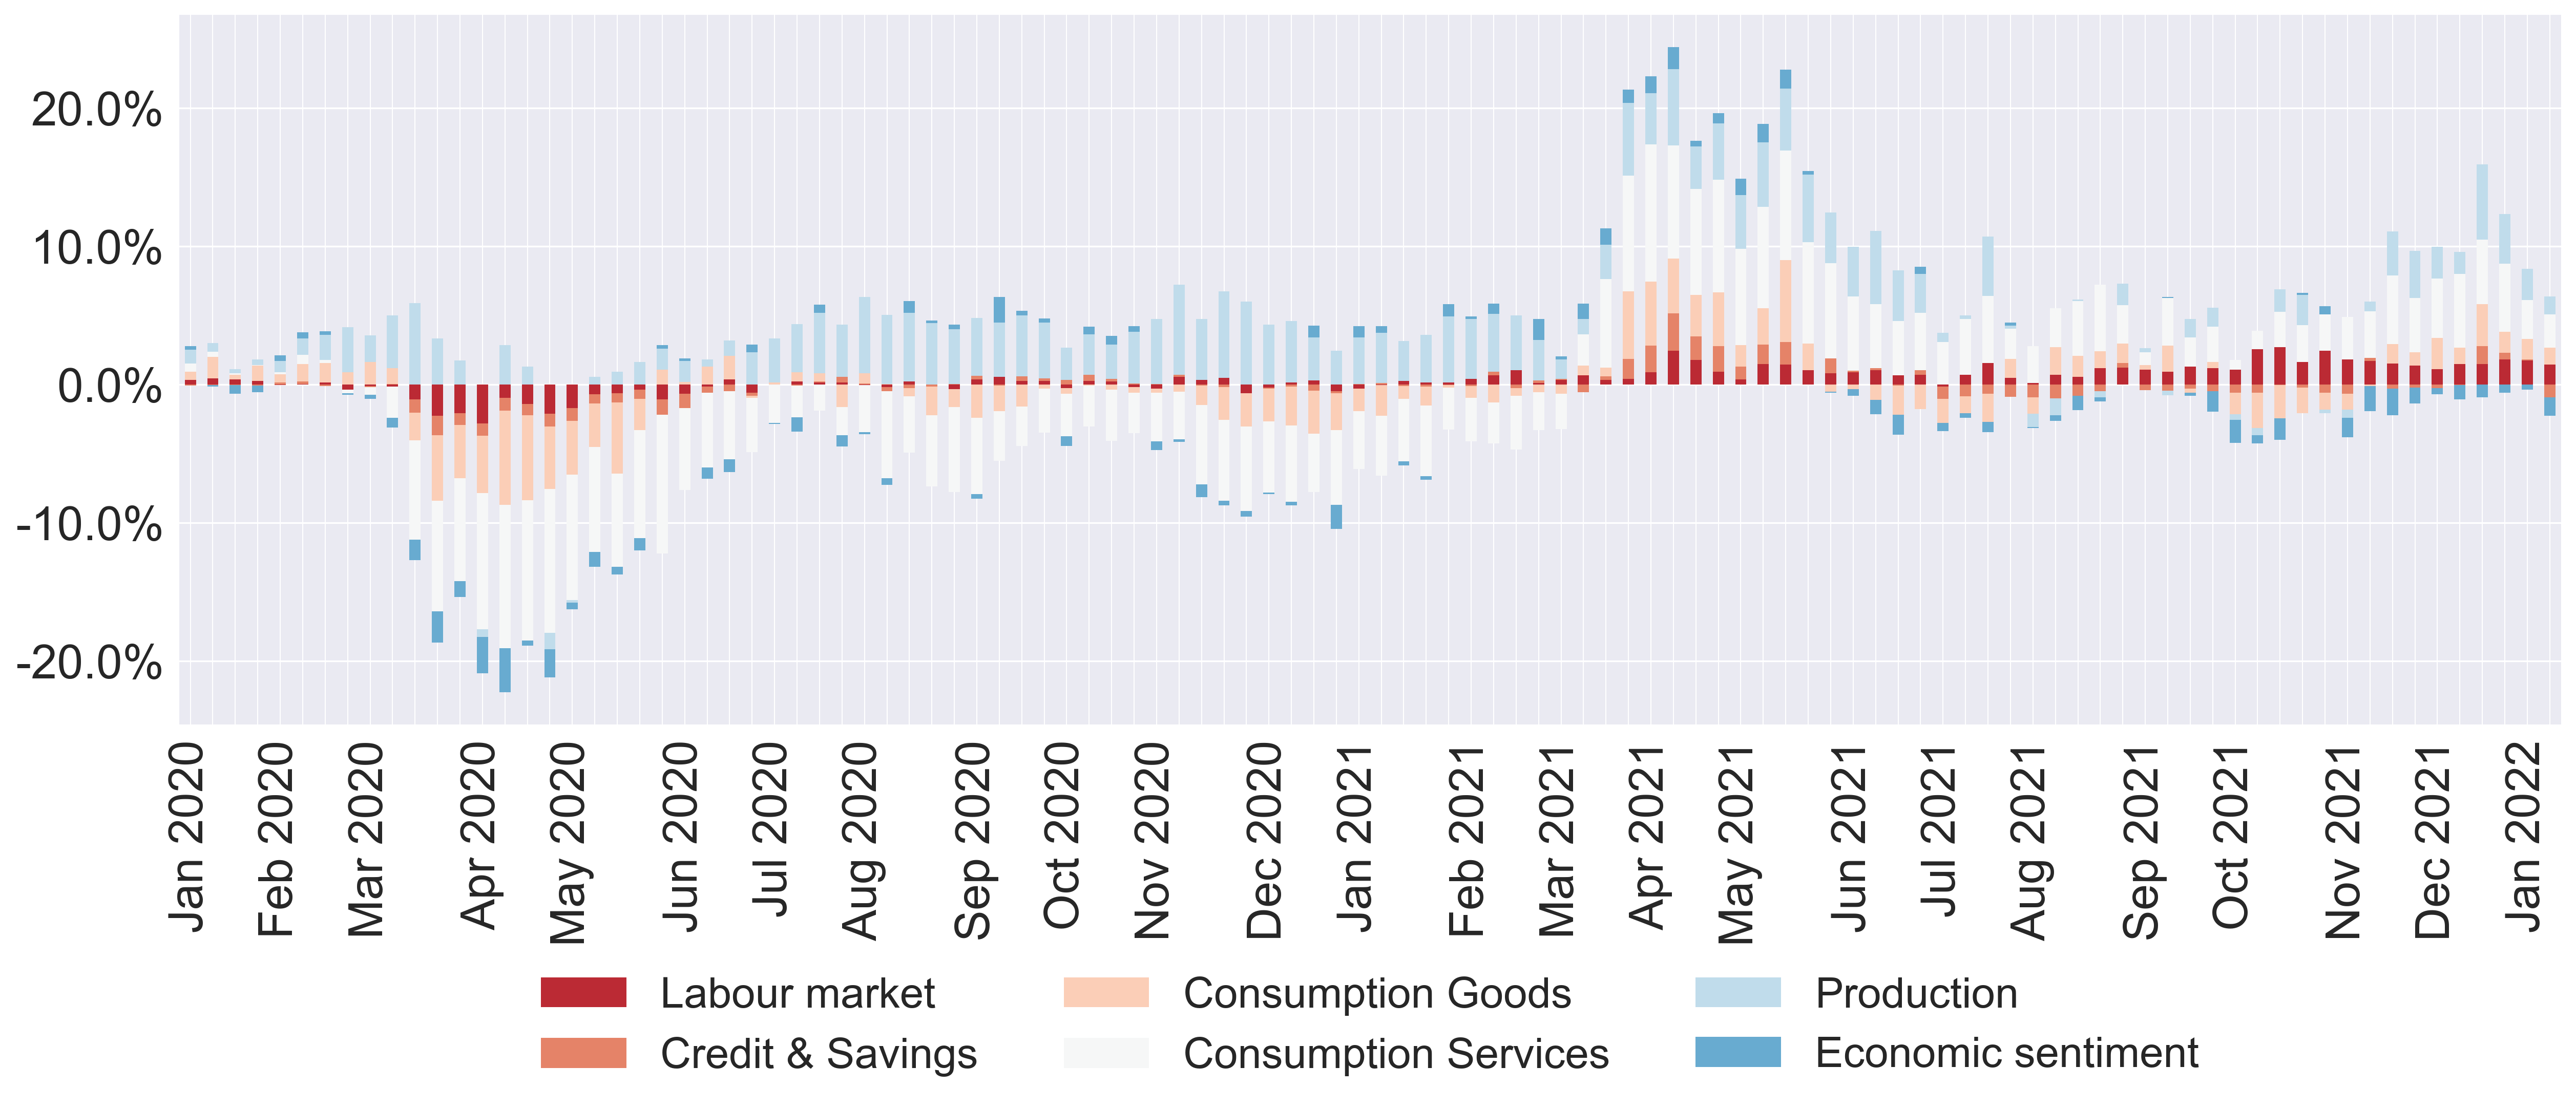 20.0%
10.0%
0.0%
-10.0%
-20.0%
Jan 2020
Feb 2020
Mar 2020
Apr 2020
May 2020
Jun 2020
Jul 2020
Aug 2020
Sep 2020
Oct 2020
Nov 2020
Dec 2020
Jan 2021
Feb 2021
Mar 2021
Apr 2021
May 2021
Jun 2021
Jul 2021
Aug 2021
Sep 2021
Oct 2021
Nov 2021
Dec 2021
Jan 2022
Labour market
Credit & Savings
Consumption Goods
Consumption Services
Production
Economic sentiment